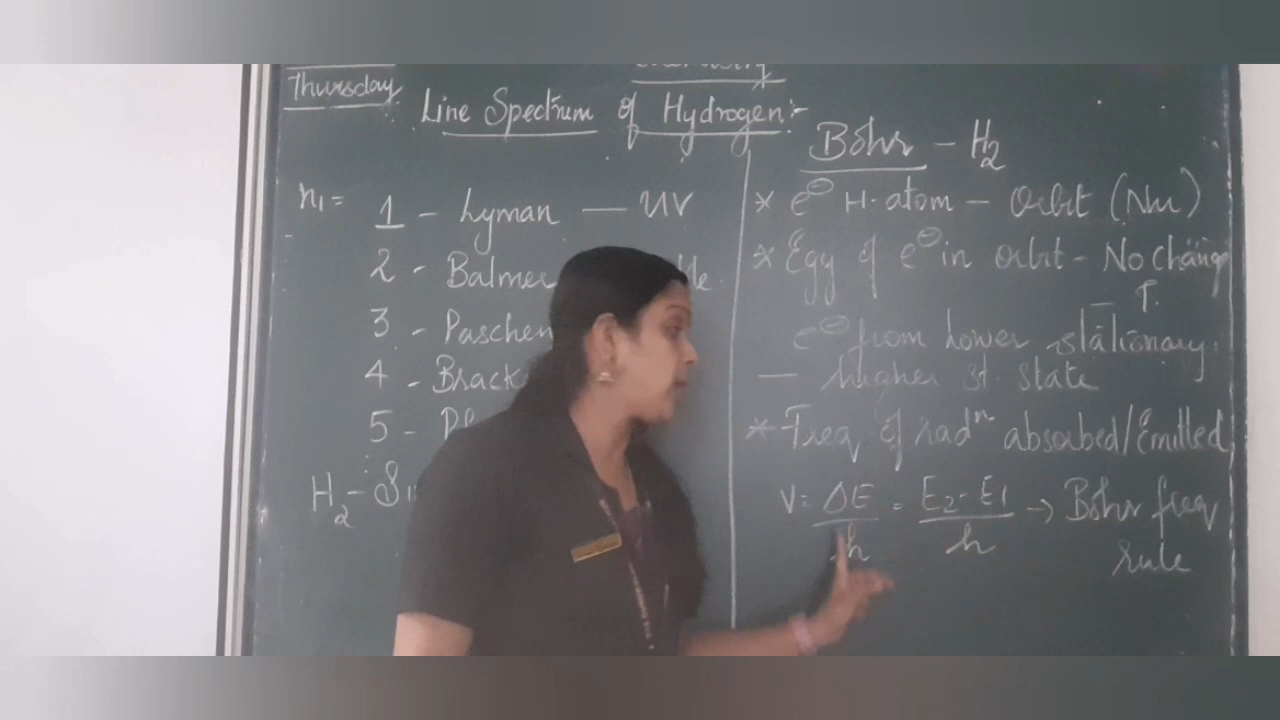 Thursday
Line Spectrum of Hydrogen:-
n1 = 1 - Lyman — UV
2 - Balmer
3 - Paschen
4 - Brack
5 -
H2 -
Bohr - H2
* e⊖ H-atom - Orbit (Nu)
* Egy of e⊖ in orbit - No change
e⊖ from lower stationary
— higher st. state
* Freq of radn absorbed/Emitted
ν = ΔE/h = E2-E1/h → Bohr freq
rule